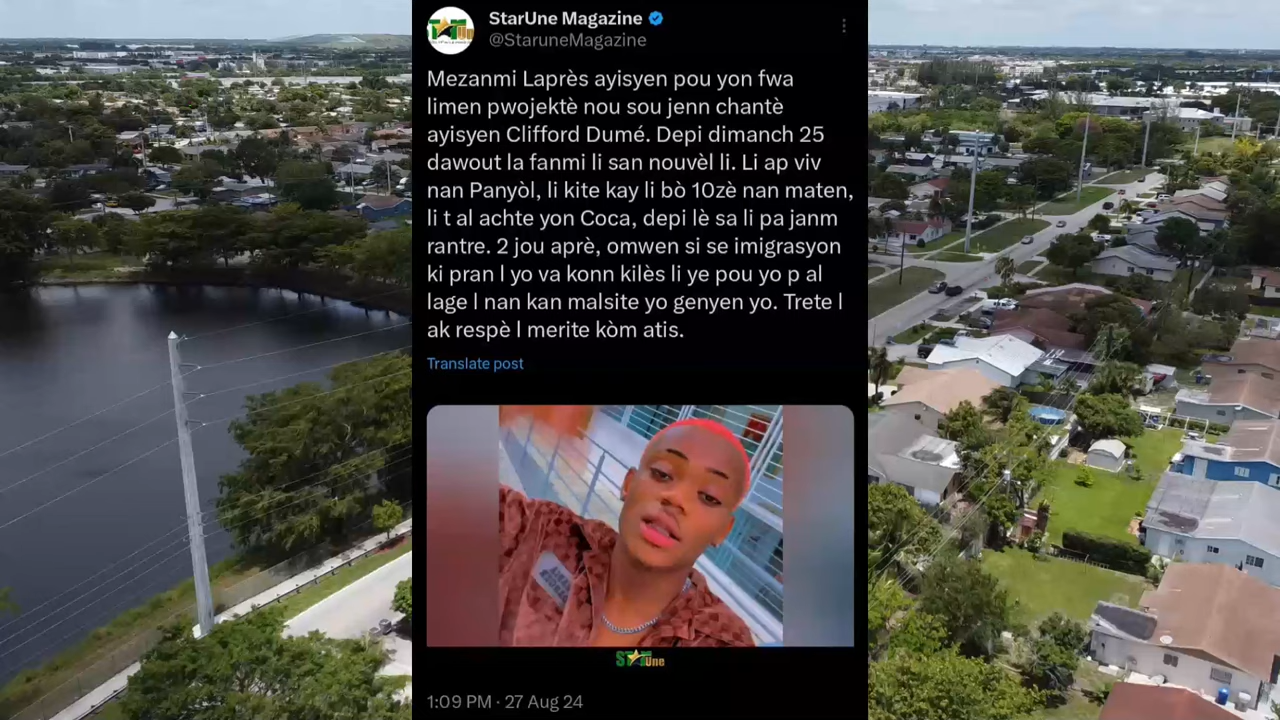 StarUne Magazine
@StaruneMagazine
Mezanmi Laprès ayisyen pou yon fwa
limen pwojektè nou sou jenn chantè
ayisyen Clifford Dumé. Depi dimanch 25
dawout la fanmi li san nouvèl li. Li ap viv
nan Panyòl, li kite kay li bò 10zè nan maten,
li t al achte yon Coca, depi lè sa li pa janm
rantre. 2 jou aprè, omwen si se imigrasyon
ki pran l yo va konn kilès li ye pou yo p al
lage l nan kan malsite yo genyen yo. Trete l
ak respè l merite kòm atis.
Translate post
STAR Une
1:09 PM · 27 Aug 24